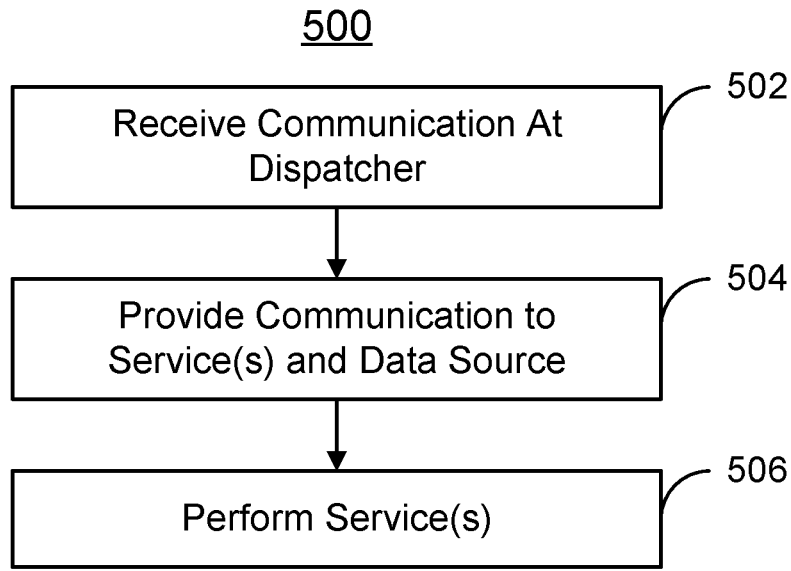 500
502
Receive Communication At
Dispatcher
504
Provide Communication to
Service(s) and Data Source
506
Perform Service(s)